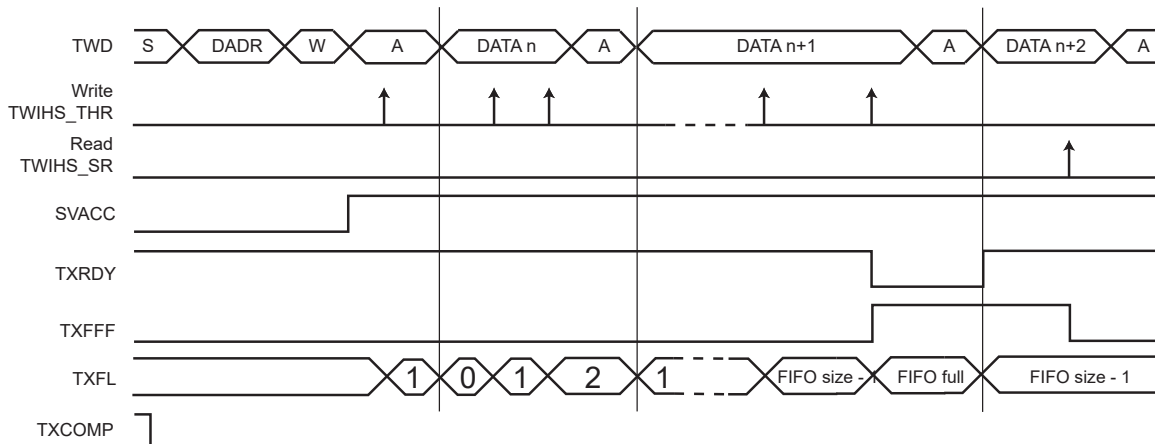 TWD S DADR W A DATA n A DATA n+1 A DATA n+2 A
Write
TWIHS_THR
Read
TWIHS_SR
SVACC
TXRDY
TXFFF
TXFL 1 0 1 2 1 FIFO size - 1 FIFO full FIFO size - 1
TXCOMP